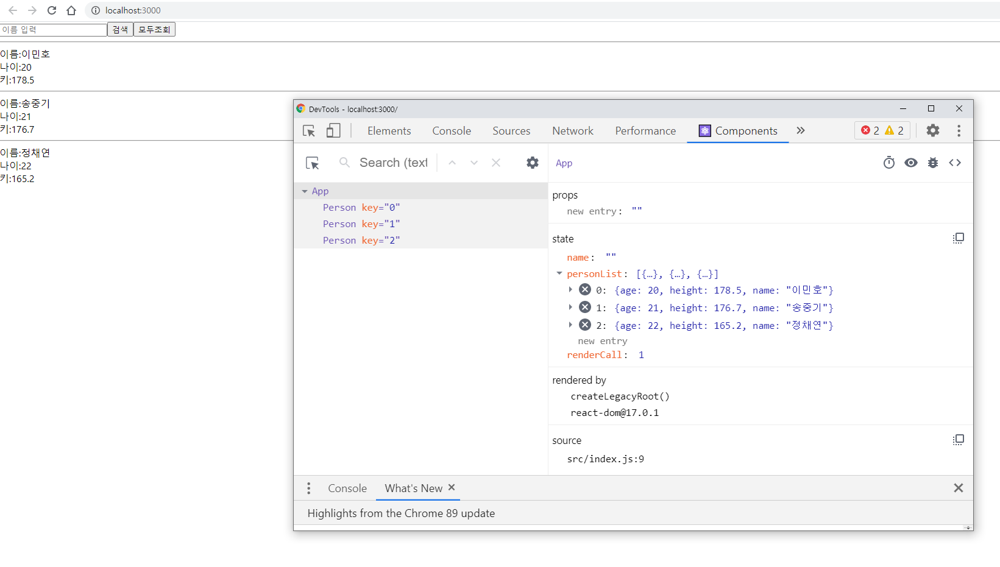 localhost:3000
이름 입력 검색 모두조회
이름:이민호
나이:20
키:178.5
이름:송중기
나이:21
키:176.7
이름:정채연
나이:22
키:165.2
DevTools - localhost:3000/
Elements Console Sources Network Performance Components » 2 2
Search (text
App
Person key="0"
Person key="1"
Person key="2"
App
props
new entry: ""
state
name: ""
personList: [{…}, {…}, {…}]
0: {age: 20, height: 178.5, name: "이민호"}
1: {age: 21, height: 176.7, name: "송중기"}
2: {age: 22, height: 165.2, name: "정채연"}
new entry
renderCall: 1
rendered by
createLegacyRoot()
react-dom@17.0.1
source
src/index.js:9
Console What's New
Highlights from the Chrome 89 update